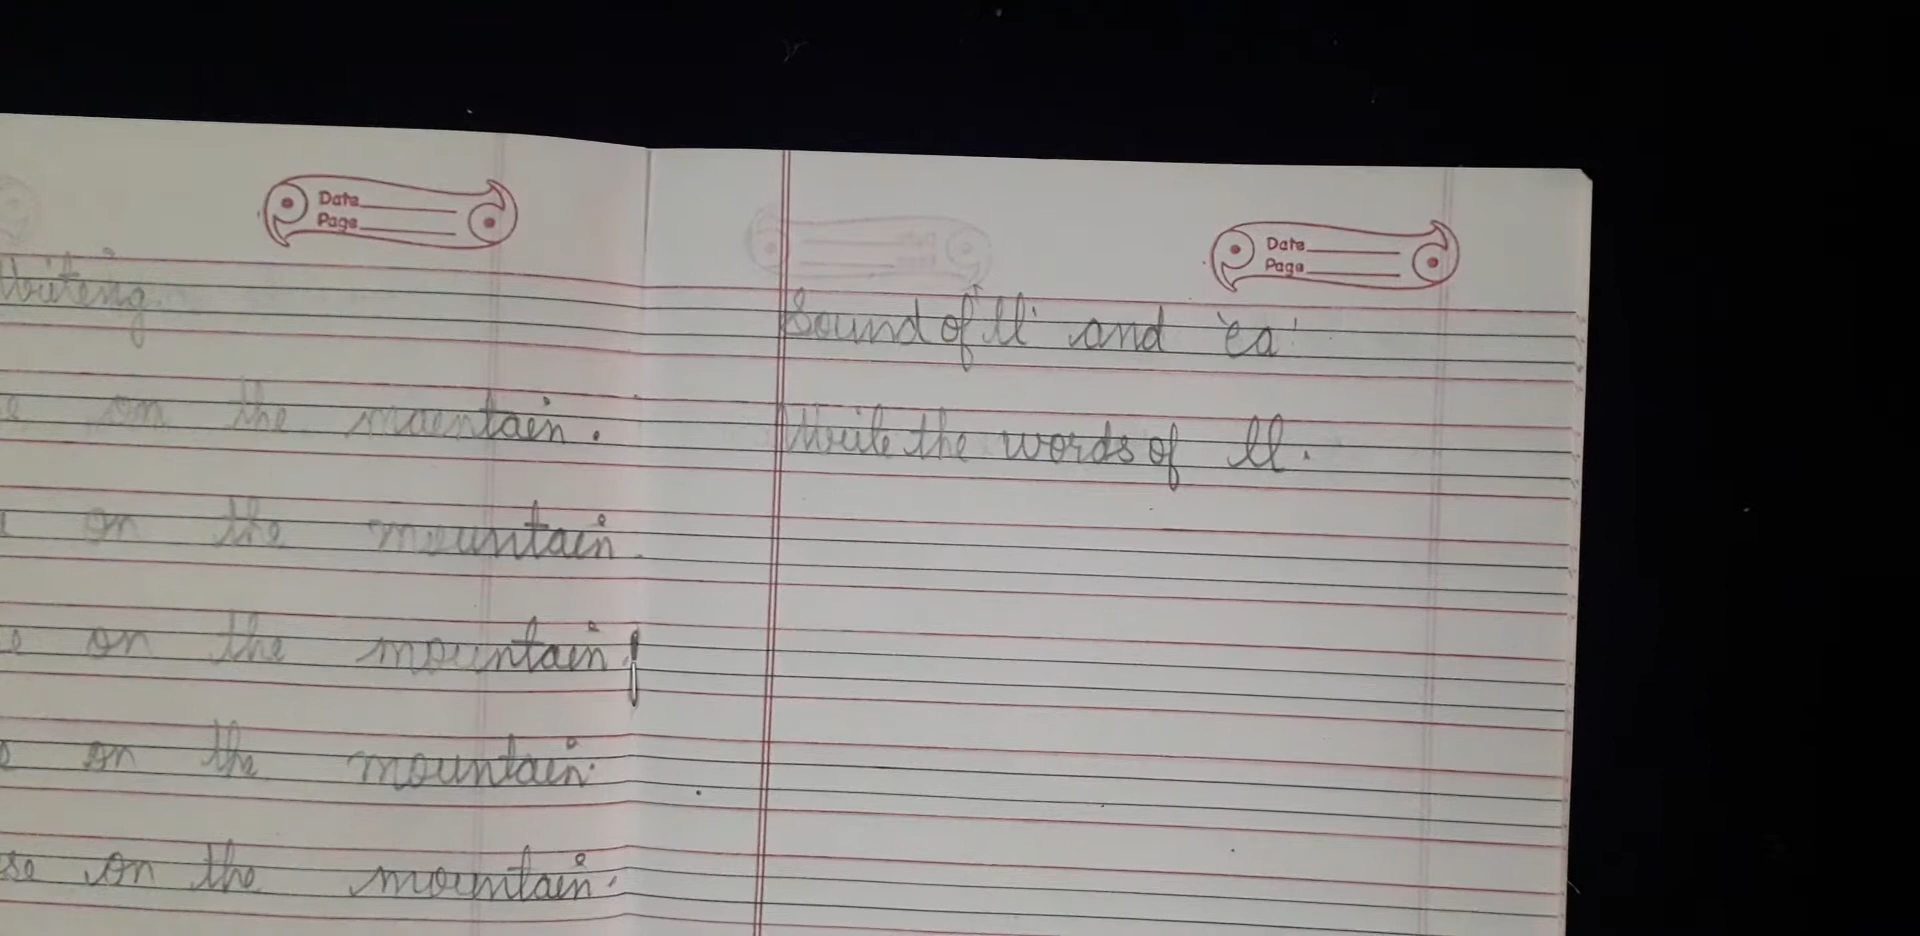 Date
Page
Writing
on the mountain.
on the mountain.
on the mountain.
on the mountain.
on the mountain.
Date
Page
Sound of 'll' and 'ea'
Write the words of ll.